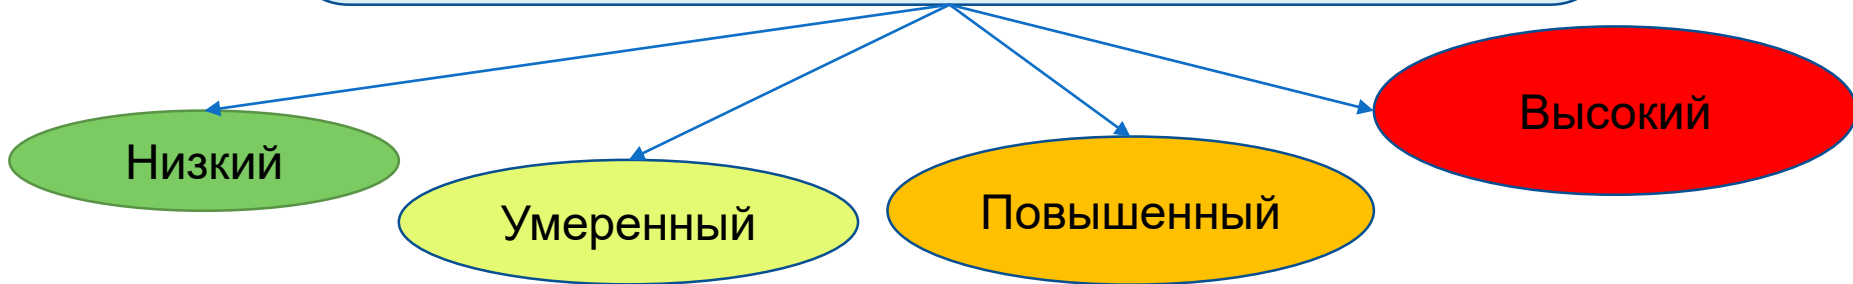 Низкий
Умеренный
Повышенный
Высокий